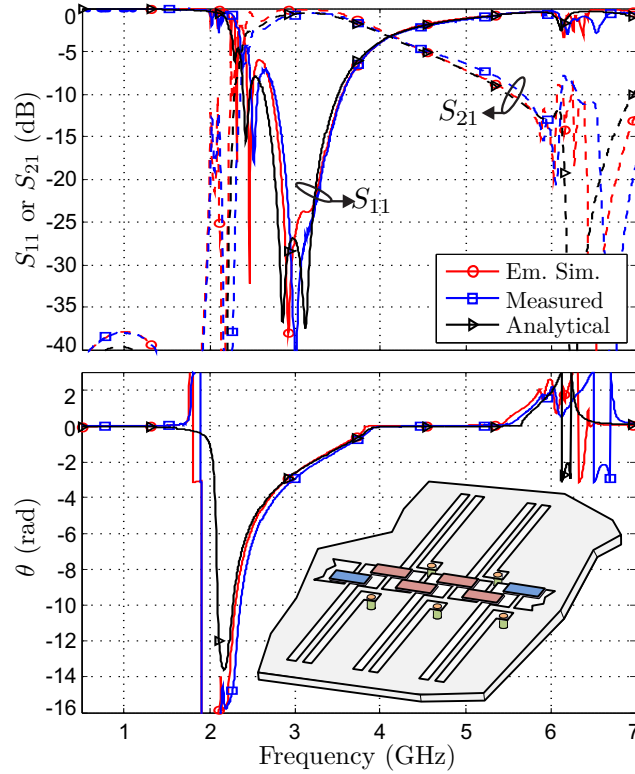 0
-5
-10
-15
-20
-25
-30
-35
-40
S11 or S21 (dB)
S21
S11
Em. Sim.
Measured
Analytical
2
0
-2
-4
-6
-8
-10
-12
-14
-16
θ (rad)
1 2 3 4 5 6 7
Frequency (GHz)